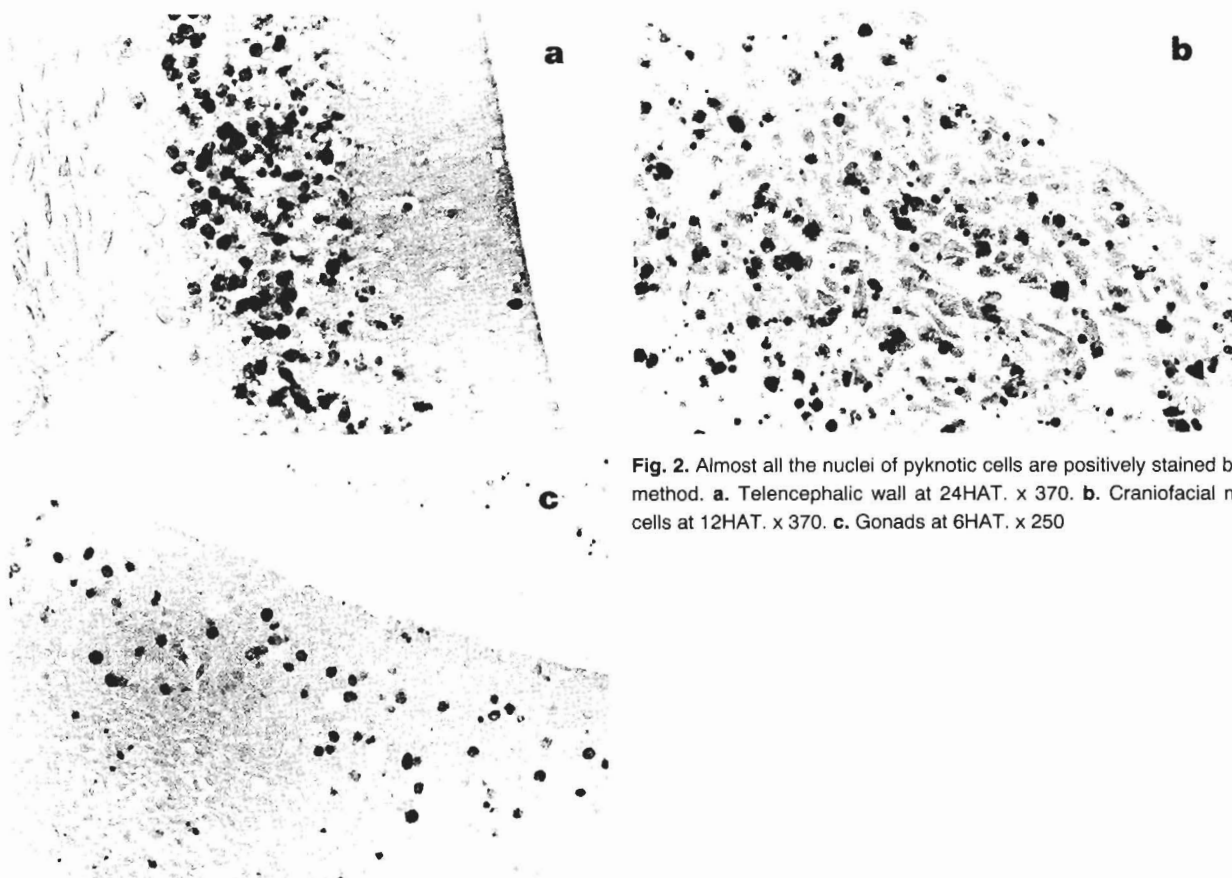 a
b
c
Fig. 2. Almost all the nuclei of pyknotic cells are positively stained b
method. a. Telencephalic wall at 24HAT. x 370. b. Craniofacial
cells at 12HAT. x 370. c. Gonads at 6HAT. x 250